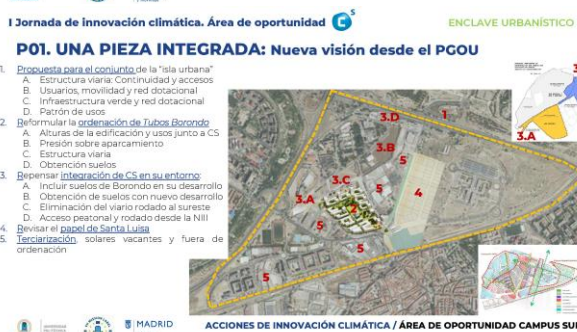 I Jornada de innovación climática. Área de oportunidad C S
ENCLAVE URBANÍSTICO
P01. UNA PIEZA INTEGRADA: Nueva visión desde el PGOU
1. Propuesta para el conjunto de la "isla urbana"
A. Estructura viaria: Continuidad y accesos
B. Usuarios, movilidad y red dotacional
C. Infraestructura verde y red dotacional
D. Patrón de usos
2. Reformular la ordenación de Tubos Borondo
A. Alturas de la edificación y usos junto a CS
B. Presión sobre aparcamiento
C. Estructura viaria
D. Obtención suelos
3. Repensar integración de CS en su entorno:
A. Incluir suelos de Borondo en su desarrollo
B. Obtención de suelos con nuevo desarrollo
C. Eliminación del viario rodado al sureste
D. Acceso peatonal y rodado desde la NIII
4. Revisar el papel de Santa Luisa
5. Terciarización, solares vacantes y fuera de
ordenación
3.D
1
3.B
5
3.C
5
4
3.A
2
5
5
5
5
3.A
MADRID
ACCIONES DE INNOVACIÓN CLIMÁTICA / ÁREA DE OPORTUNIDAD CAMPUS SU